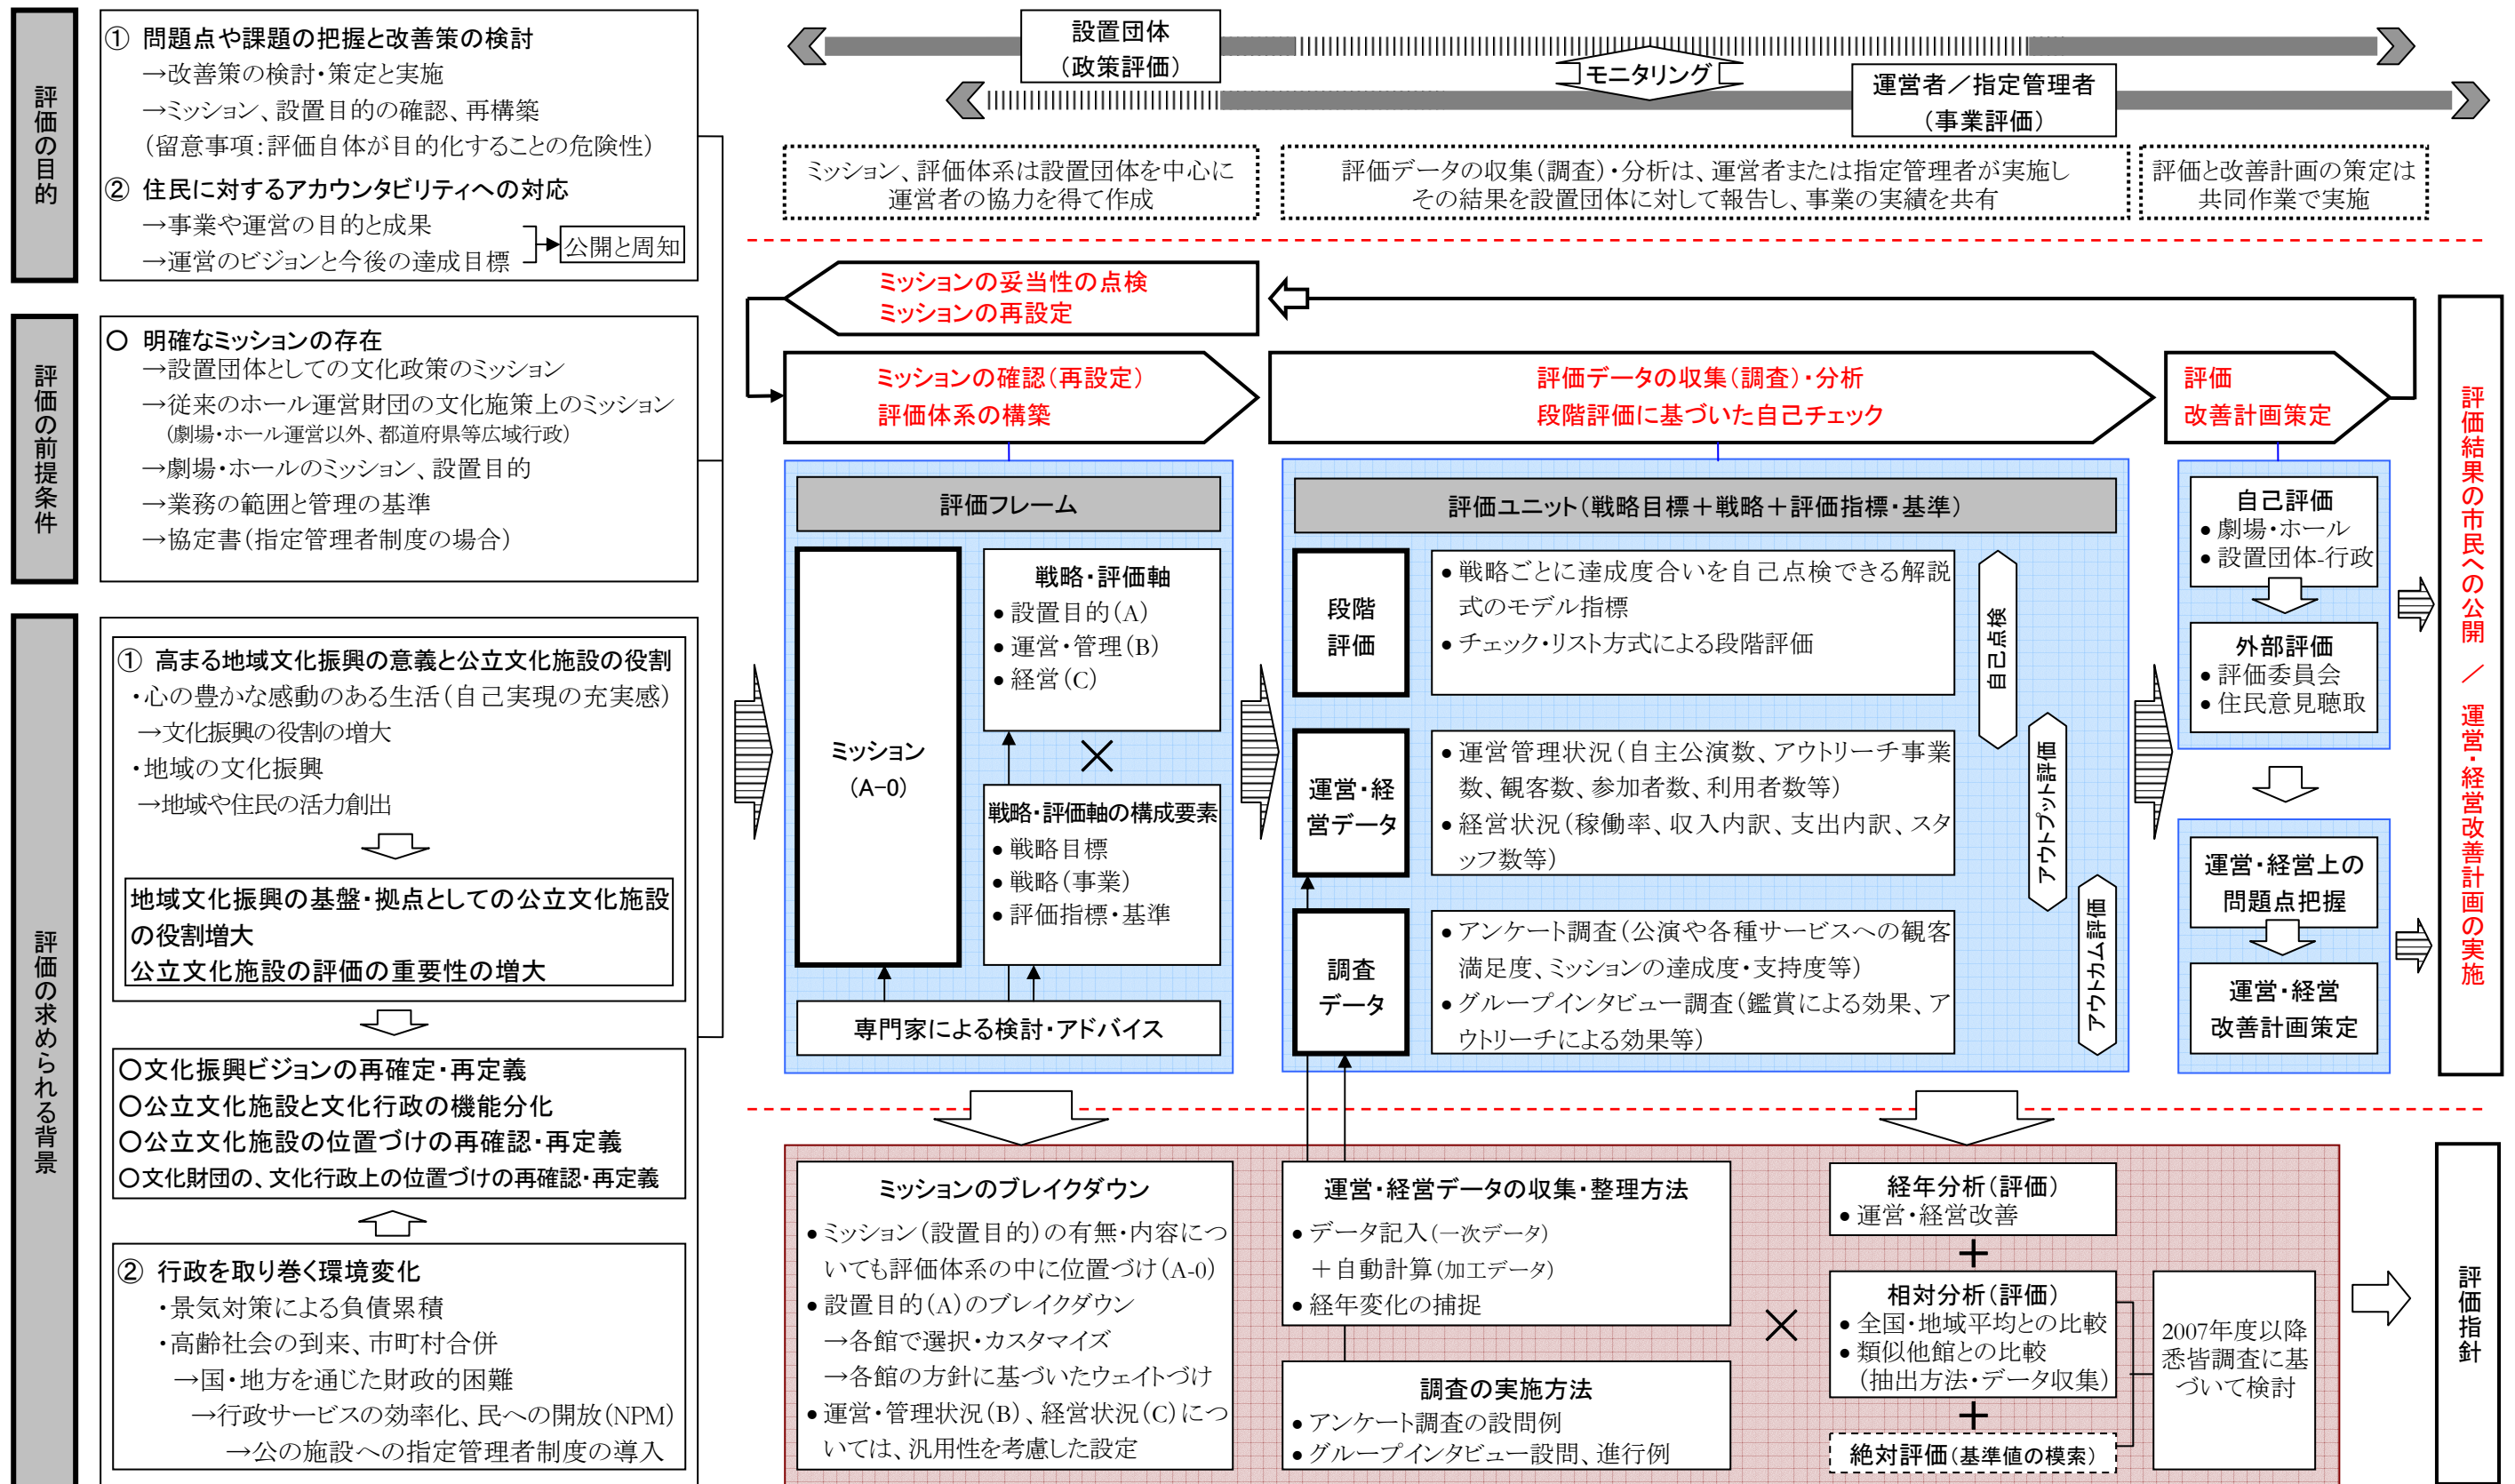 評価の目的
① 問題点や課題の把握と改善策の検討
→改善策の検討・策定と実施
→ミッション、設置目的の確認、再構築
（留意事項：評価自体が目的化することの危険性）
② 住民に対するアカウンタビリティへの対応
→事業や運営の目的と成果
→運営のビジョンと今後の達成目標
公開と周知
評価の前提条件
○ 明確なミッションの存在
→設置団体としての文化政策のミッション
→従来のホール運営財団の文化施策上のミッション
（劇場・ホール運営以外、都道府県等広域行政）
→劇場・ホールのミッション、設置目的
→業務の範囲と管理の基準
→協定書（指定管理者制度の場合）
評価の求められる背景
① 高まる地域文化振興の意義と公立文化施設の役割
・心の豊かな感動のある生活（自己実現の充実感）
→文化振興の役割の増大
・地域の文化振興
→地域や住民の活力創出
地域文化振興の基盤・拠点としての公立文化施設
の役割増大
公立文化施設の評価の重要性の増大
○文化振興ビジョンの再確定・再定義
○公立文化施設と文化行政の機能分化
○公立文化施設の位置づけの再確認・再定義
○文化財団の、文化行政上の位置づけの再確認・再定義
② 行政を取り巻く環境変化
・景気対策による負債累積
・高齢社会の到来、市町村合併
→国・地方を通じた財政的困難
→行政サービスの効率化、民への開放（NPM）
→公の施設への指定管理者制度の導入
設置団体
（政策評価）
モニタリング
運営者／指定管理者
（事業評価）
ミッション、評価体系は設置団体を中心に
運営者の協力を得て作成
評価データの収集（調査）・分析は、運営者または指定管理者が実施し
その結果を設置団体に対して報告し、事業の実績を共有
評価と改善計画の策定は
共同作業で実施
ミッションの妥当性の点検
ミッションの再設定
ミッションの確認（再設定）
評価体系の構築
評価データの収集（調査）・分析
段階評価に基づいた自己チェック
評価
改善計画策定
評価フレーム
ミッション
（A-0）
戦略・評価軸
● 設置目的（A）
● 運営・管理（B）
● 経営（C）
×
戦略・評価軸の構成要素
● 戦略目標
● 戦略（事業）
● 評価指標・基準
専門家による検討・アドバイス
評価ユニット（戦略目標＋戦略＋評価指標・基準）
段階
評価
● 戦略ごとに達成度合いを自己点検できる解説
式のモデル指標
● チェック・リスト方式による段階評価
運営・経
営データ
● 運営管理状況（自主公演数、アウトリーチ事業
数、観客数、参加者数、利用者数等）
● 経営状況（稼働率、収入内訳、支出内訳、スタ
ッフ数等）
調査
データ
● アンケート調査（公演や各種サービスへの観客
満足度、ミッションの達成度・支持度等）
● グループインタビュー調査（鑑賞による効果、ア
ウトリーチによる効果等）
自己点検
アウトプット評価
アウトカム評価
自己評価
● 劇場・ホール
● 設置団体-行政
外部評価
● 評価委員会
● 住民意見聴取
運営・経営上の
問題点把握
運営・経営
改善計画策定
評価結果の市民への公開 ／ 運営・経営改善計画の実施
ミッションのブレイクダウン
● ミッション（設置目的）の有無・内容につ
いても評価体系の中に位置づけ（A-0）
● 設置目的（A）のブレイクダウン
→各館で選択・カスタマイズ
→各館の方針に基づいたウェイトづけ
● 運営・管理状況（B）、経営状況（C）につ
いては、汎用性を考慮した設定
運営・経営データの収集・整理方法
● データ記入（一次データ）
＋自動計算（加工データ）
● 経年変化の捕捉
調査の実施方法
● アンケート調査の設問例
● グループインタビュー設問、進行例
×
経年分析（評価）
● 運営・経営改善
＋
相対分析（評価）
● 全国・地域平均との比較
● 類似他館との比較
（抽出方法・データ収集）
＋
絶対評価（基準値の模索）
2007年度以降
悉皆調査に基
づいて検討
評価指針